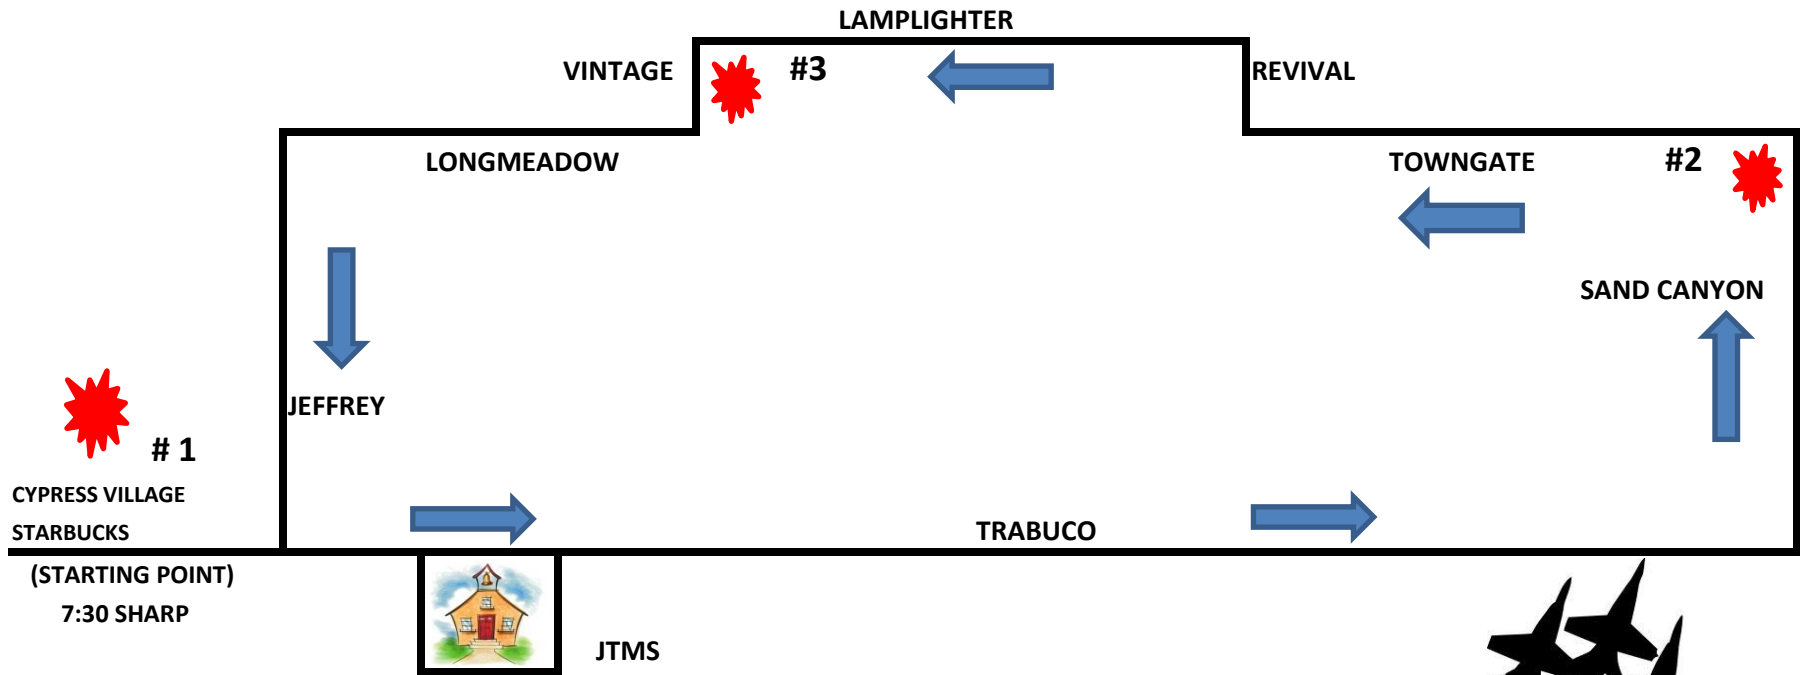 LAMPLIGHTER
VINTAGE
#3
REVIVAL
LONGMEADOW
TOWNGATE
#2
SAND CANYON
JEFFREY
# 1
CYPRESS VILLAGE
STARBUCKS
TRABUCO
(STARTING POINT)
7:30 SHARP
JTMS